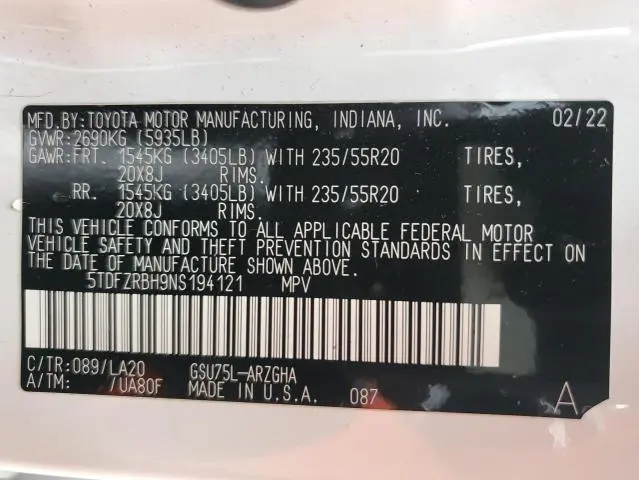 MFD.BY:TOYOTA MOTOR MANUFACTURING, INDIANA, INC. 02/22
GVWR:2690KG (5935LB)
GAWR:FRT. 1545KG (3405LB) WITH 235/55R20 TIRES,
20X8J RIMS.
RR. 1545KG (3405LB) WITH 235/55R20 TIRES,
20X8J RIMS.
THIS VEHICLE CONFORMS TO ALL APPLICABLE FEDERAL MOTOR
VEHICLE SAFETY AND THEFT PREVENTION STANDARDS IN EFFECT ON
THE DATE OF MANUFACTURE SHOWN ABOVE.
5TDFZRBH9NS194121 MPV
C/TR:089/LA20 GSU75L-ARZGHA
A/TM: /UA80F MADE IN U.S.A. 087 A